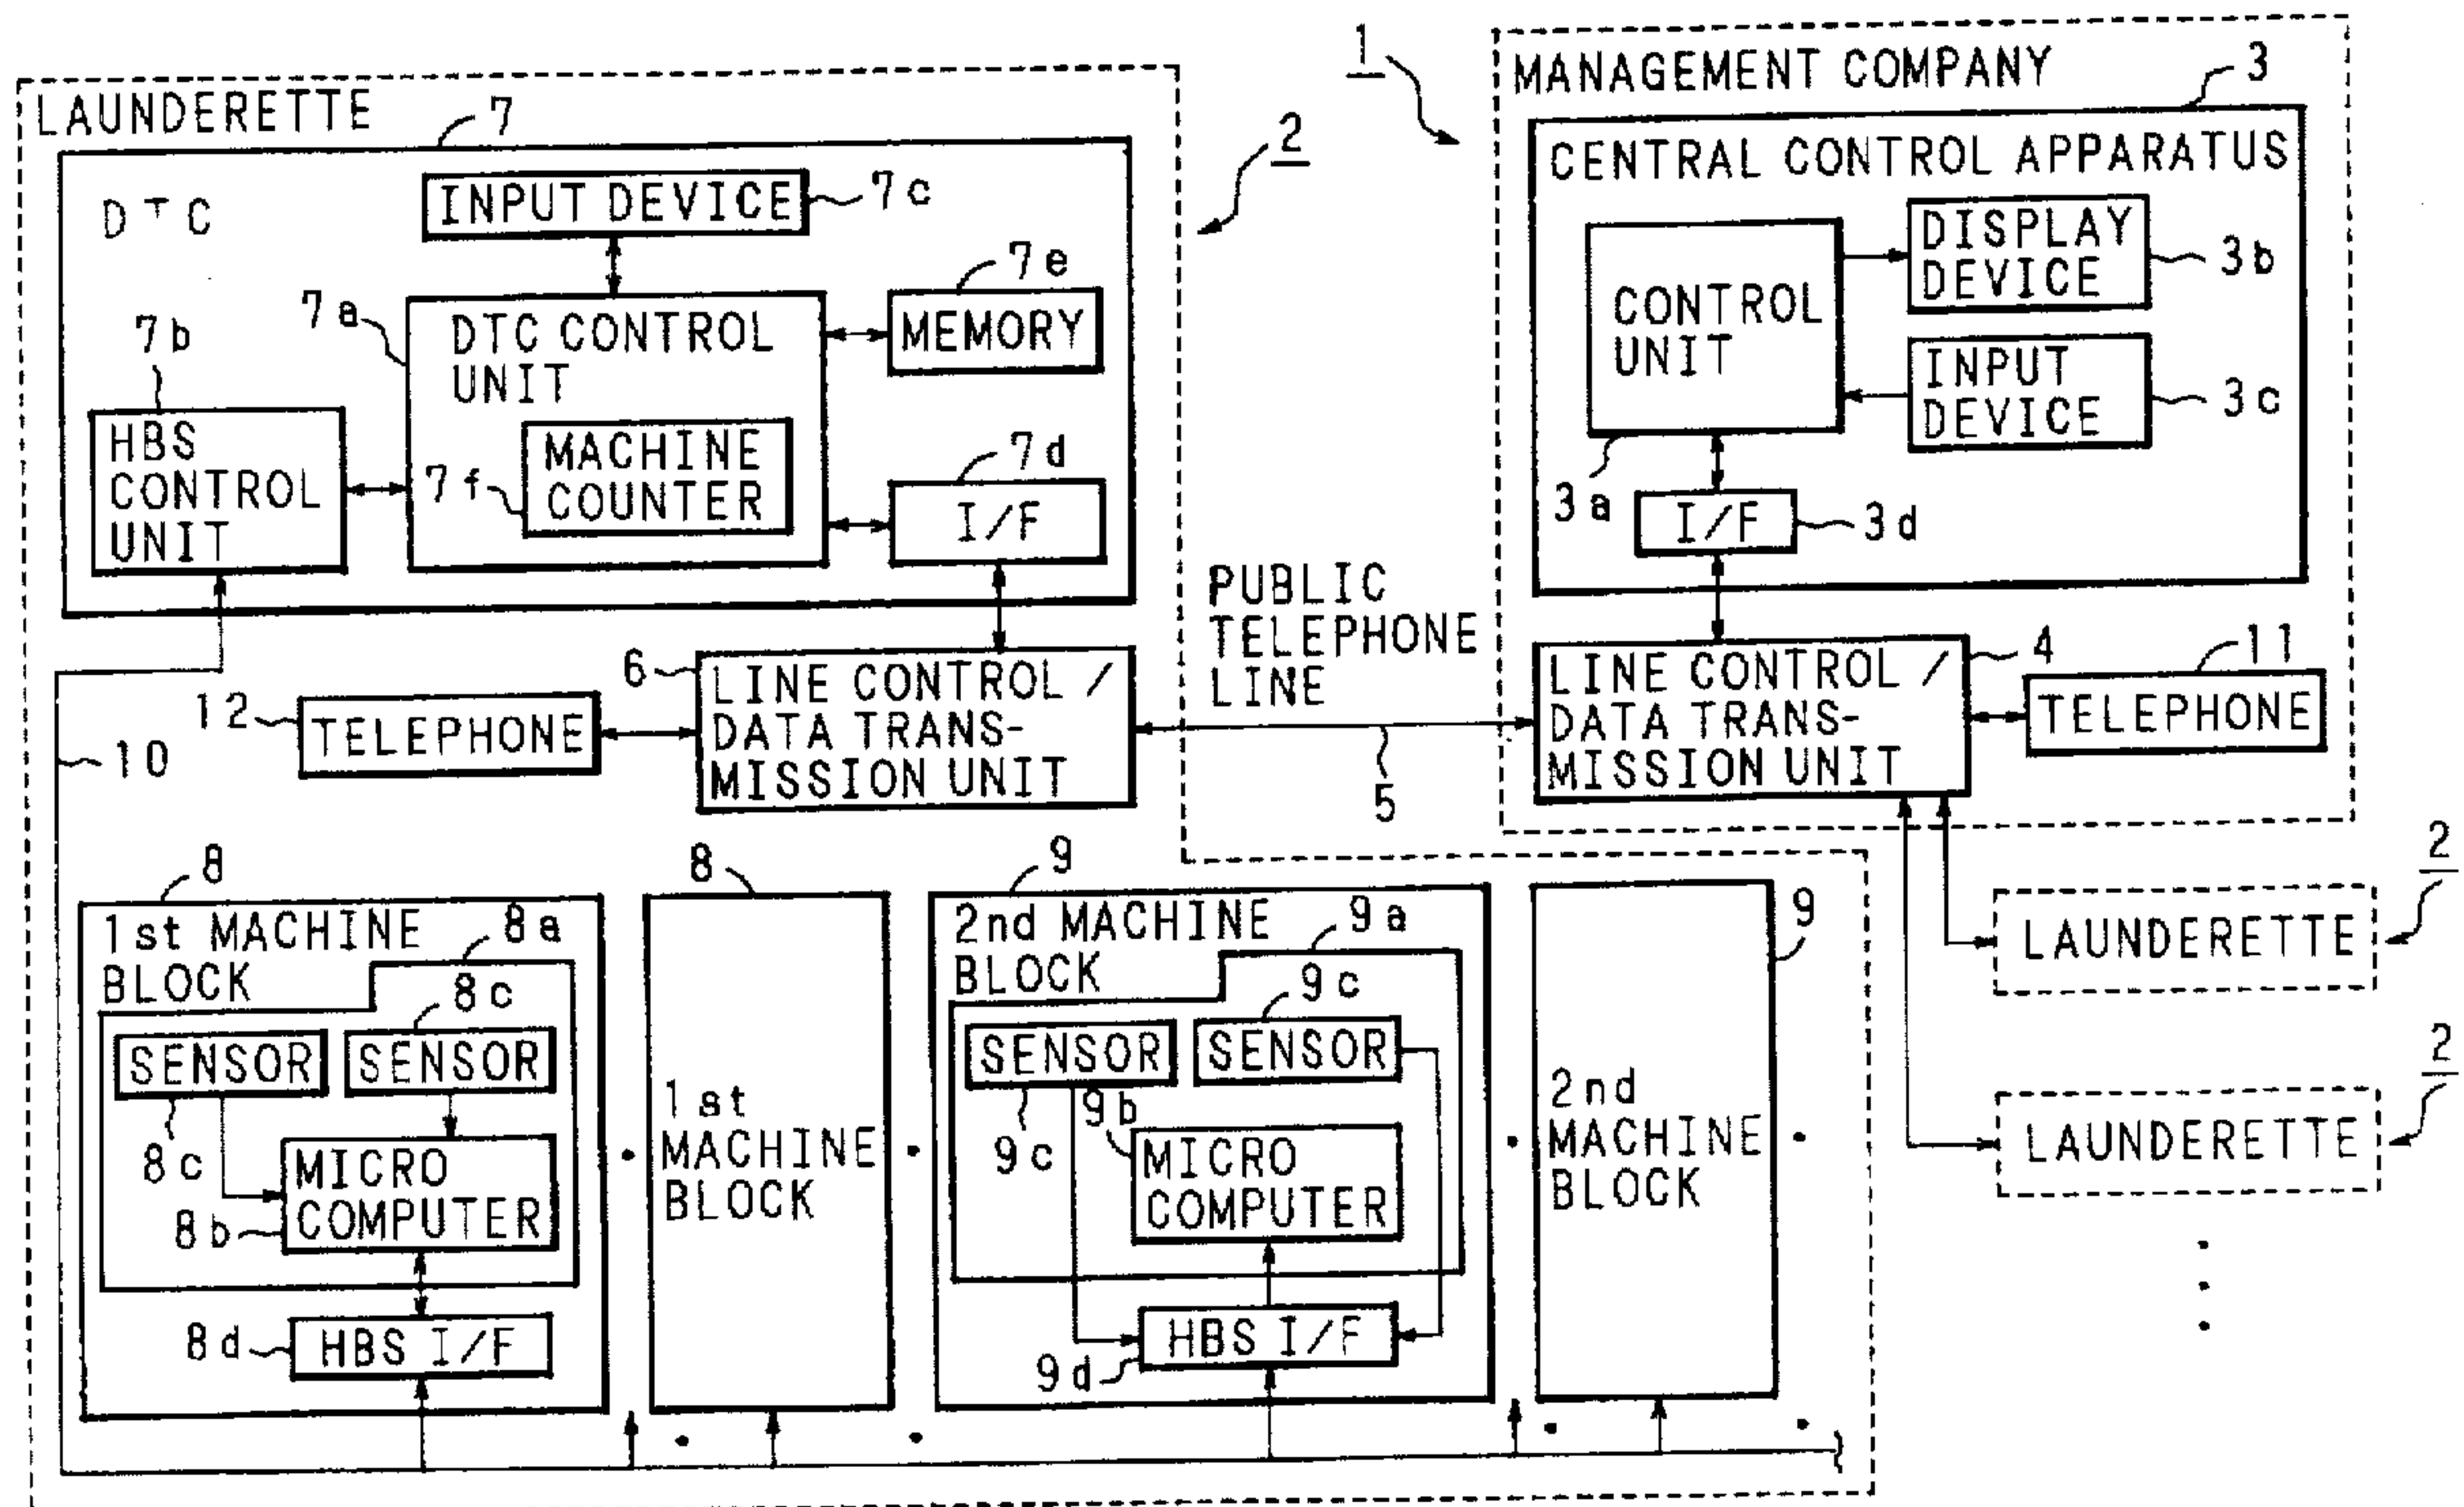 1
MANAGEMENT COMPANY
3
CENTRAL CONTROL APPARATUS
CONTROL
UNIT
3a
DISPLAY
DEVICE
3b
INPUT
DEVICE
3c
I/F
3d
LINE CONTROL /
DATA TRANS-
MISSION UNIT
4
11
TELEPHONE
LAUNDERETTE
2
7
DTC
INPUT DEVICE
7c
7a
DTC CONTROL
UNIT
7e
MEMORY
7b
HBS
CONTROL
UNIT
7f
MACHINE
COUNTER
7d
I/F
PUBLIC
TELEPHONE
LINE
5
6
LINE CONTROL /
DATA TRANS-
MISSION UNIT
12
TELEPHONE
10
8
1st MACHINE
BLOCK
8a
8c
SENSOR
SENSOR
8c
MICRO
COMPUTER
8b
8d
HBS I/F
8
1st
MACHINE
BLOCK
9
2nd MACHINE
BLOCK
9a
9c
SENSOR
SENSOR
9c
9b
MICRO
COMPUTER
9d
HBS I/F
9
2nd
MACHINE
BLOCK
2
LAUNDERETTE
2
LAUNDERETTE